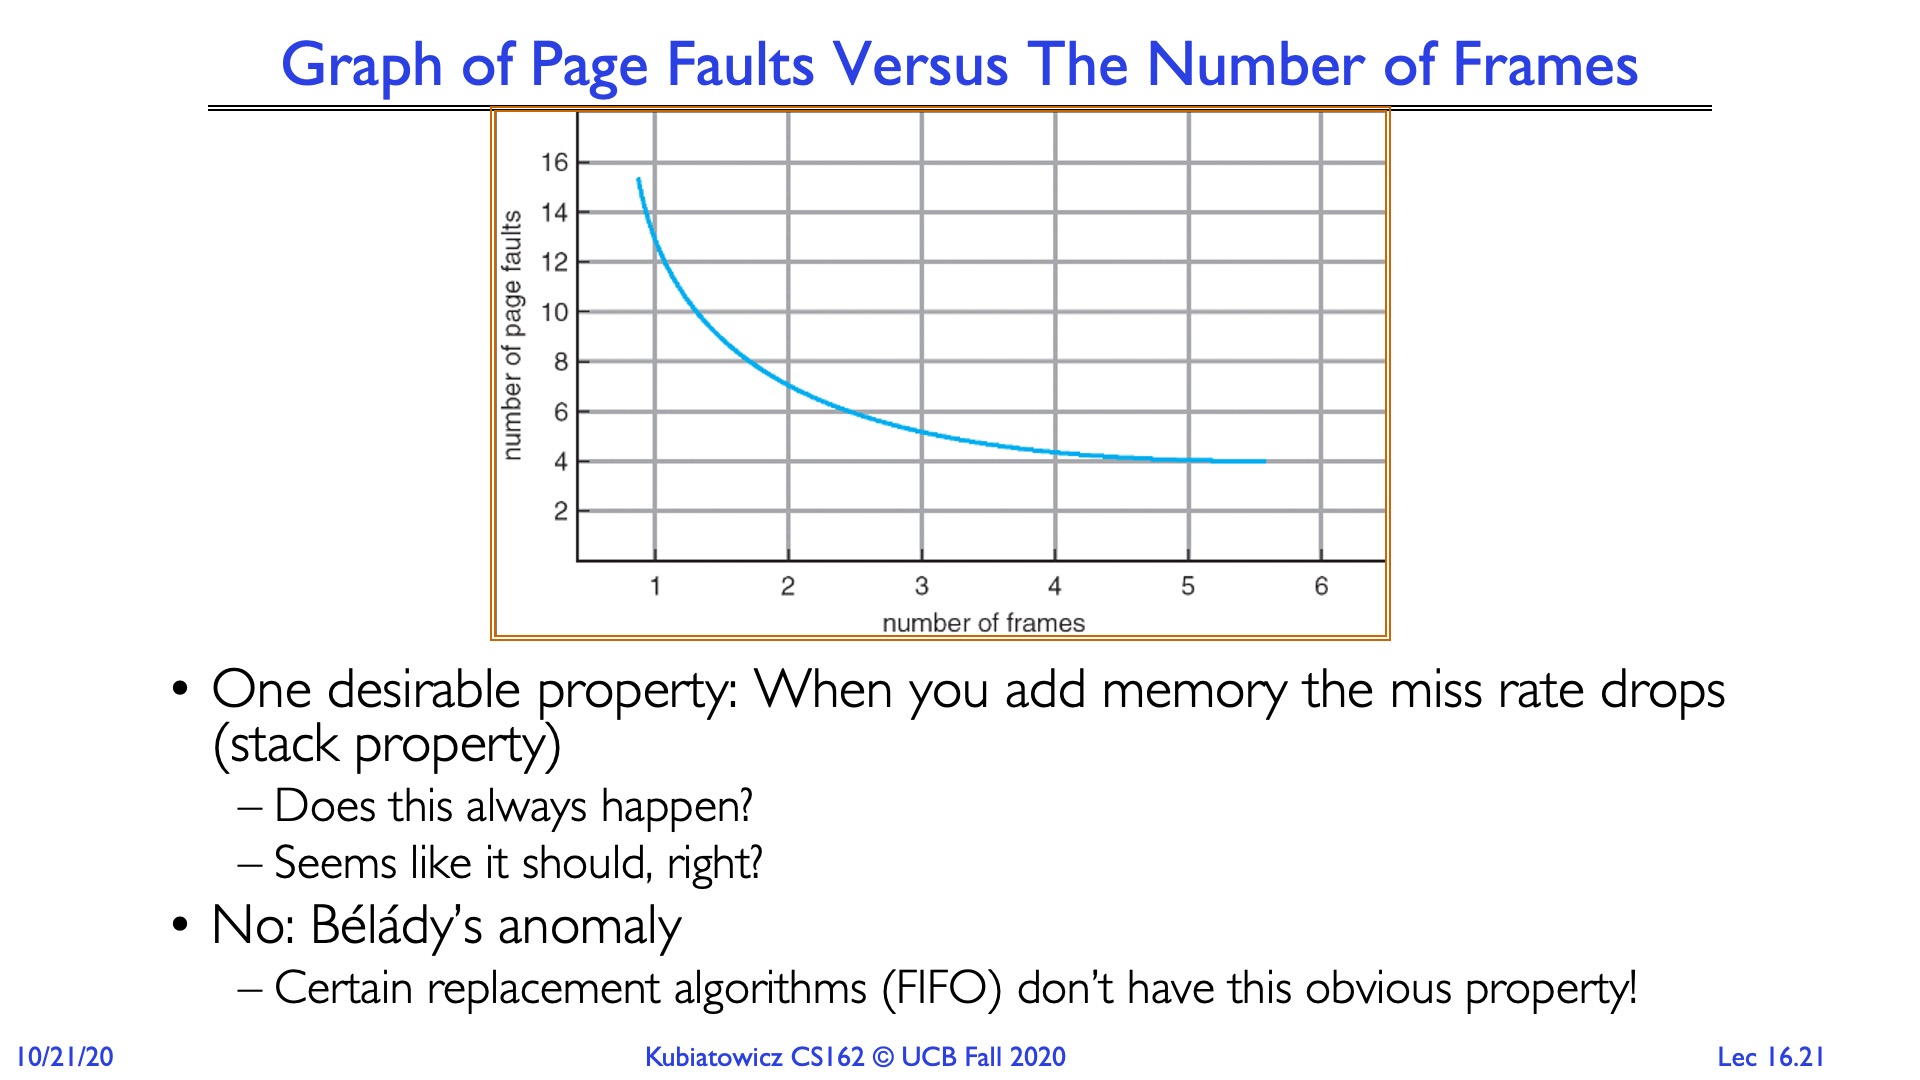 Graph of Page Faults Versus The Number of Frames
number of page faults
16
14
12
10
8
6
4
2
1 2 3 4 5 6
number of frames
• One desirable property: When you add memory the miss rate drops
(stack property)
– Does this always happen?
– Seems like it should, right?
• No: Bélády’s anomaly
– Certain replacement algorithms (FIFO) don’t have this obvious property!
10/21/20 Kubiatowicz CS162 © UCB Fall 2020 Lec 16.21